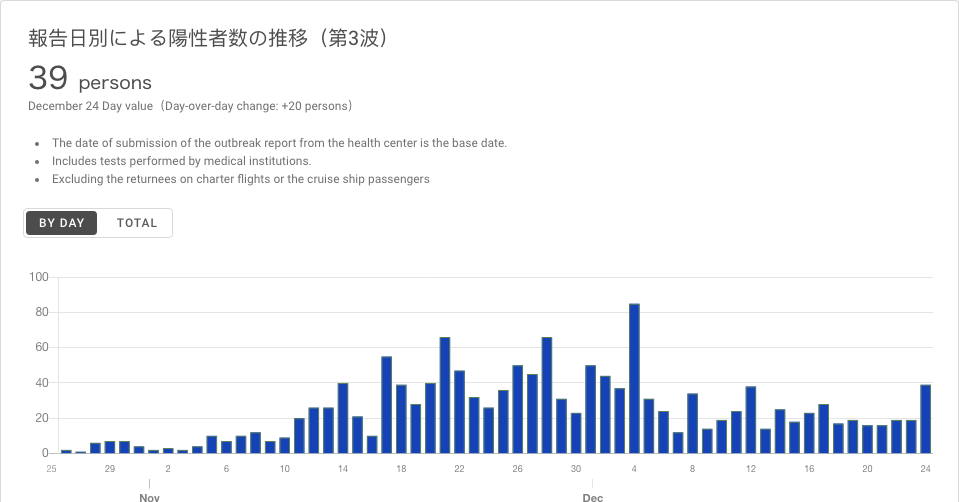 報告日別による陽性者数の推移（第3波）
39 persons
December 24 Day value（Day-over-day change: +20 persons）
• The date of submission of the outbreak report from the health center is the base date.
• Includes tests performed by medical institutions.
• Excluding the returnees on charter flights or the cruise ship passengers
BY DAY TOTAL
100
80
60
40
20
0
25 29 2 6 10 14 18 22 26 30 4 8 12 16 20 24
Nov Dec